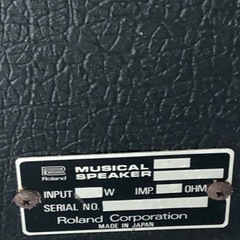 Roland
MUSICAL
SPEAKER
INPUT W IMP. OHM
SERIAL NO.
Roland Corporation
MADE IN JAPAN